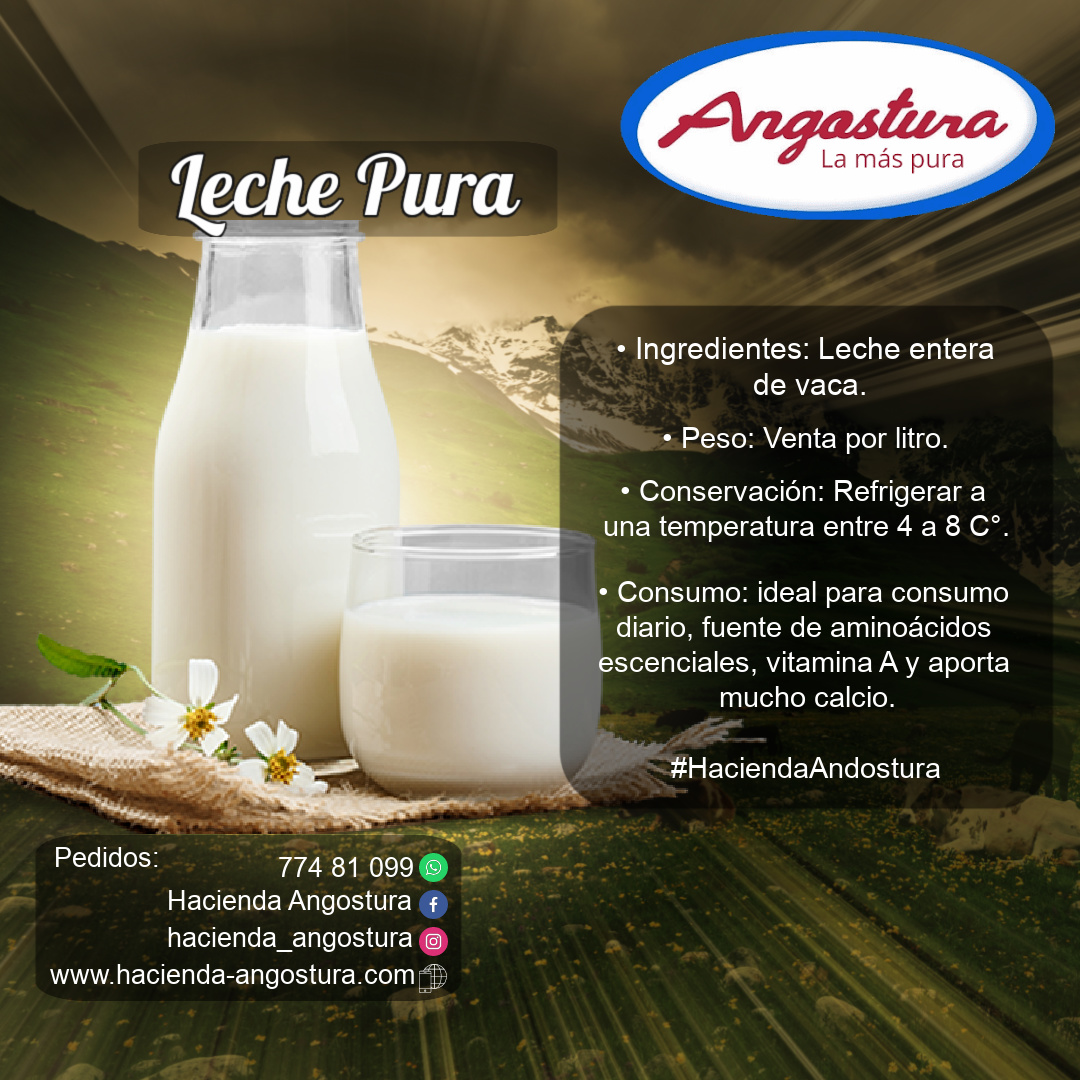 Angostura
La más pura
Leche Pura
• Ingredientes: Leche entera
de vaca.
• Peso: Venta por litro.
• Conservación: Refrigerar a
una temperatura entre 4 a 8 C°.
• Consumo: ideal para consumo
diario, fuente de aminoácidos
escenciales, vitamina A y aporta
mucho calcio.
#HaciendaAndostura
Pedidos:
774 81 099
Hacienda Angostura
hacienda_angostura
www.hacienda-angostura.com